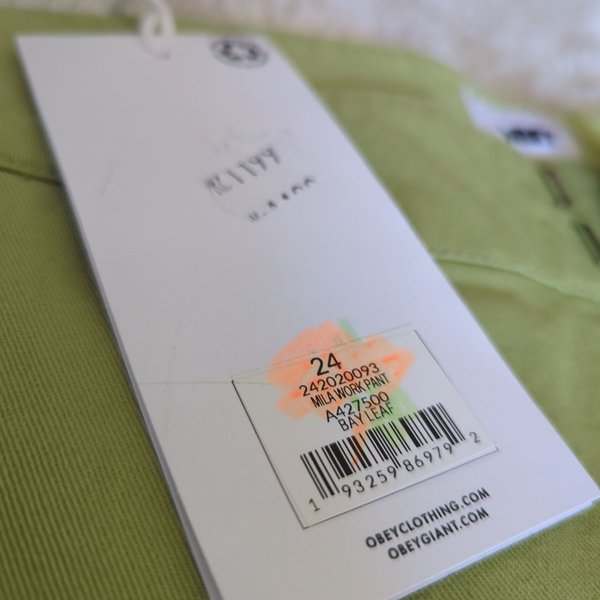 24
242020093
MILA WORK PANT
A427500
BAY LEAF
1 93259 86979 2
OBEYCLOTHING.COM
OBEYGIANT.COM